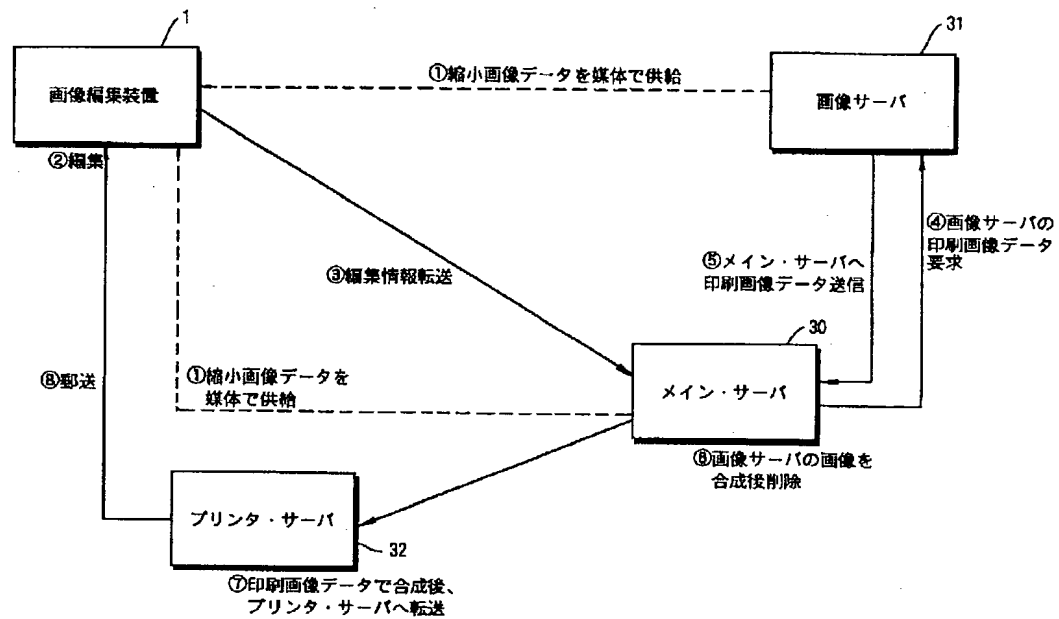 1
31
画像編集装置
①縮小画像データを媒体で供給
画像サーバ
②編集
④画像サーバの
印刷画像データ
要求
⑤メイン・サーバへ
印刷画像データ送信
③編集情報転送
30
⑧郵送
①縮小画像データを
媒体で供給
メイン・サーバ
⑥画像サーバの画像を
合成後削除
プリンタ・サーバ
32
⑦印刷画像データで合成後、
プリンタ・サーバへ転送